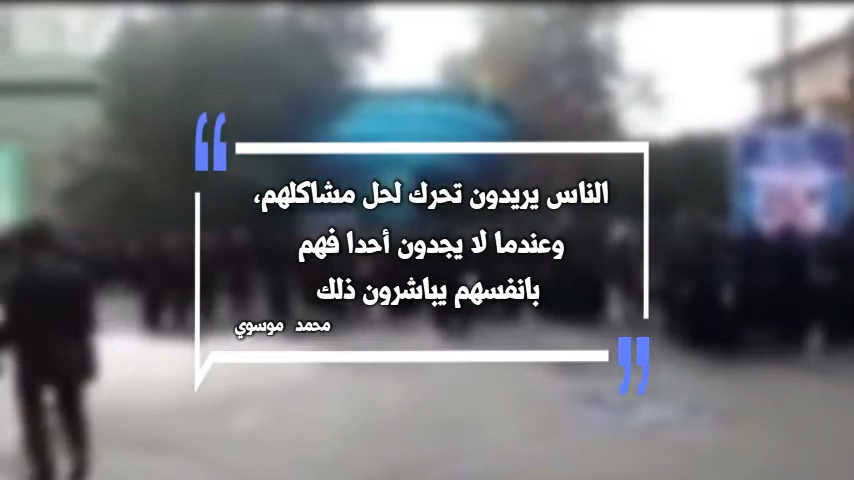 الناس يريدون تحرك لحل مشاكلهم،
وعندما لا يجدون أحدا فهم
بانفسهم يباشرون ذلك
محمد موسوي